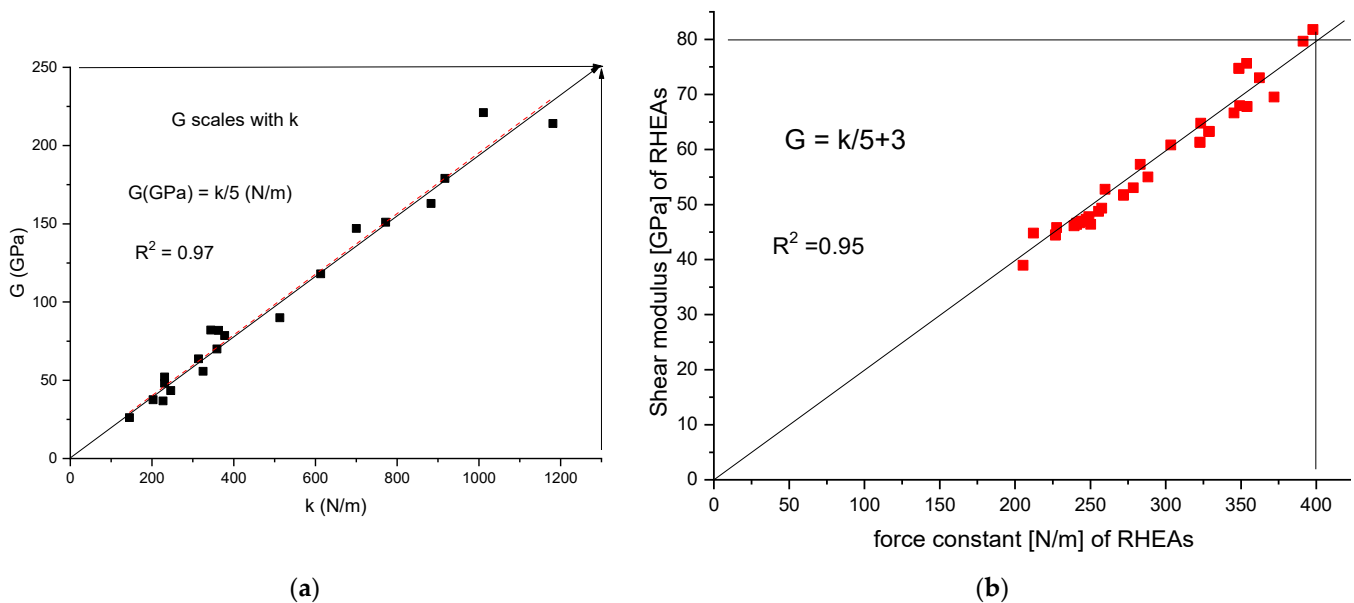 250
200
150
100
50
0
G (GPa)
G scales with k
G(GPa) = k/5 (N/m)
R² = 0.97
0 200 400 600 800 1000 1200
k (N/m)
(a)
80
70
60
50
40
30
20
10
0
Shear modulus [GPa] of RHEAs
G = k/5+3
R² =0.95
0 50 100 150 200 250 300 350 400
force constant [N/m] of RHEAs
(b)